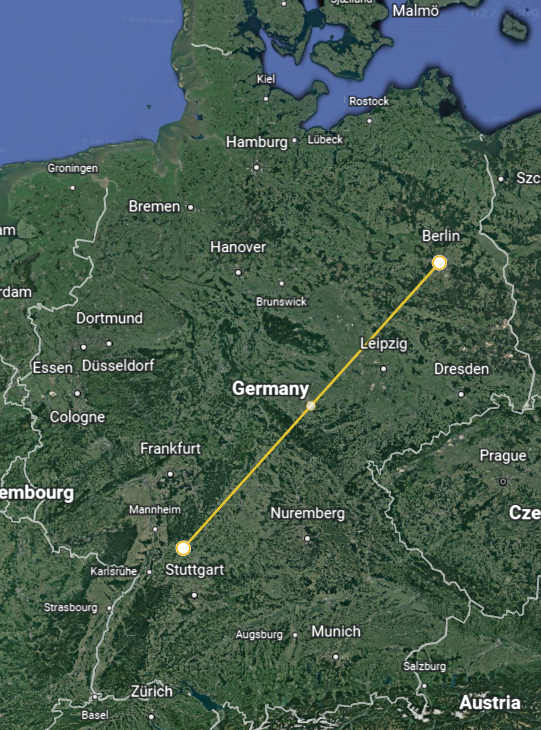 Malmö
Kiel
Rostock
Hamburg
Lübeck
Groningen
Szc
Bremen
am
Berlin
Hanover
rdam
Brunswick
Dortmund
Leipzig
Essen
Düsseldorf
Dresden
Germany
Cologne
Frankfurt
Prague
embourg
Mannheim
Nuremberg
Cze
Karlsruhe
Stuttgart
Strasbourg
Augsburg
Munich
Salzburg
Zürich
Austria
Basel